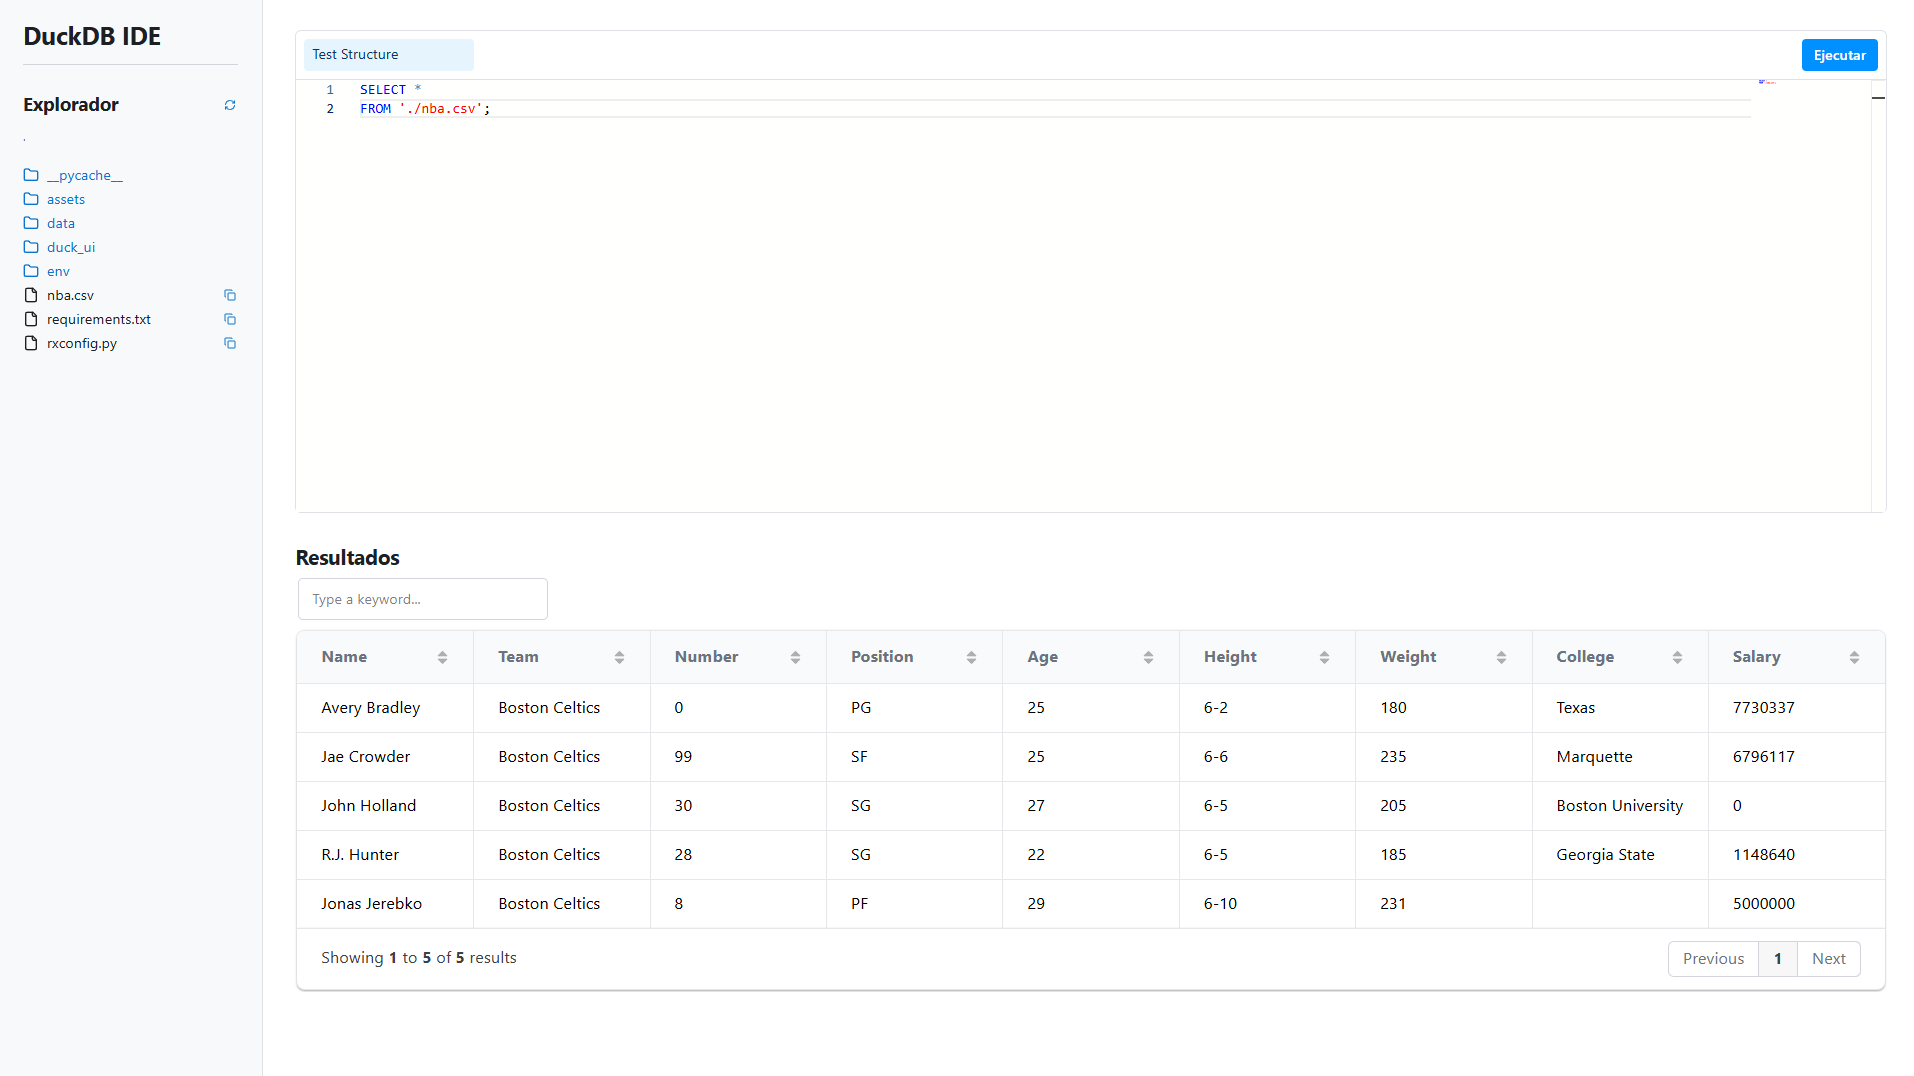 DuckDB IDE
Explorador
.
__pycache__
assets
data
duck_ui
env
nba.csv
requirements.txt
rxconfig.py
Test Structure
Ejecutar
1 SELECT *
2 FROM './nba.csv';
Resultados
Type a keyword...
Name Team Number Position Age Height Weight College Salary
Avery Bradley Boston Celtics 0 PG 25 6-2 180 Texas 7730337
Jae Crowder Boston Celtics 99 SF 25 6-6 235 Marquette 6796117
John Holland Boston Celtics 30 SG 27 6-5 205 Boston University 0
R.J. Hunter Boston Celtics 28 SG 22 6-5 185 Georgia State 1148640
Jonas Jerebko Boston Celtics 8 PF 29 6-10 231 5000000
Showing 1 to 5 of 5 results
Previous 1 Next